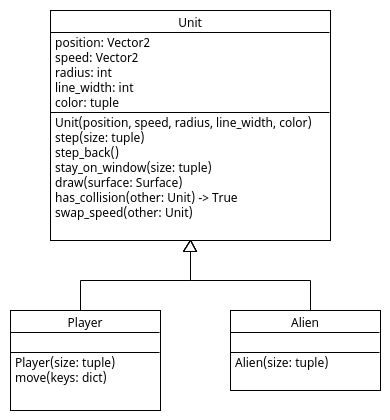 Unit
position: Vector2
speed: Vector2
radius: int
line_width: int
color: tuple
Unit(position, speed, radius, line_width, color)
step(size: tuple)
step_back()
stay_on_window(size: tuple)
draw(surface: Surface)
has_collision(other: Unit) -> True
swap_speed(other: Unit)
Player
Player(size: tuple)
move(keys: dict)
Alien
Alien(size: tuple)